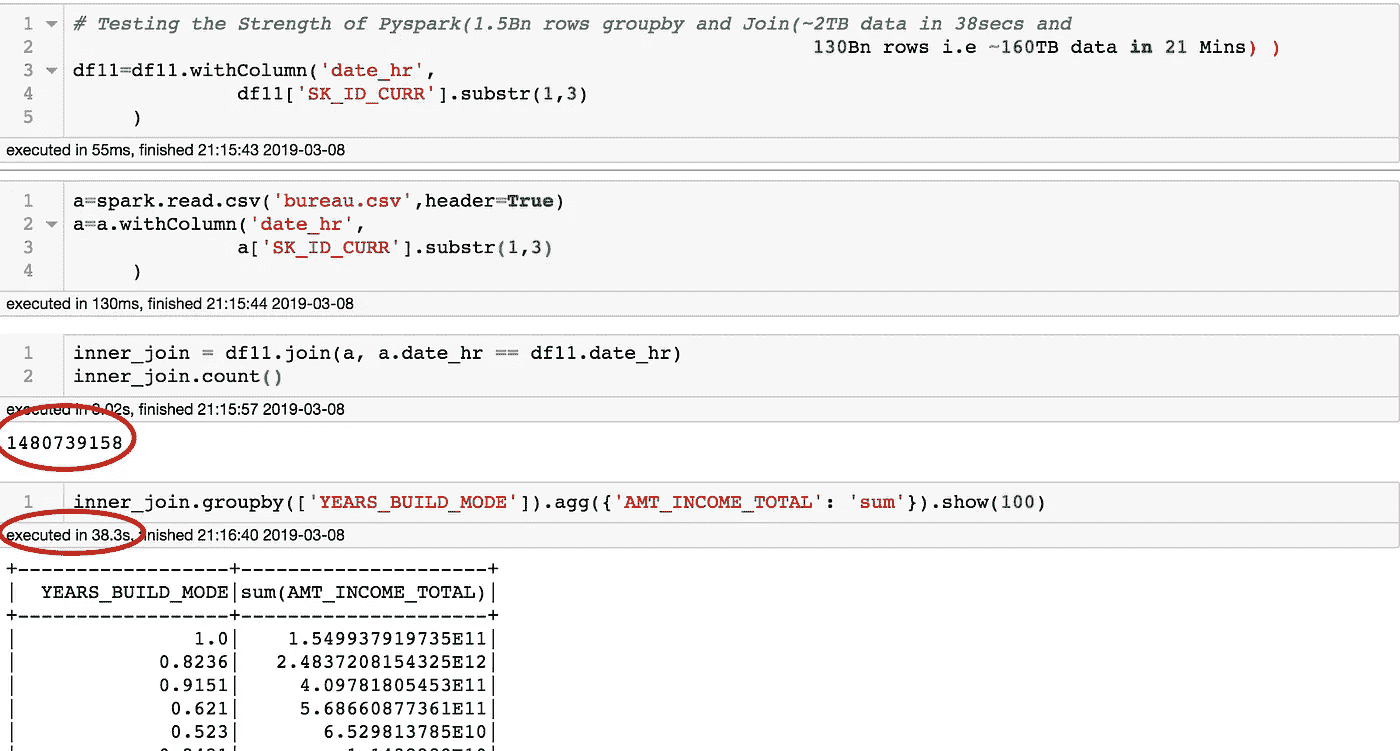 1 # Testing the Strength of Pyspark(1.5Bn rows groupby and Join(~2TB data in 38secs and
2 130Bn rows i.e ~160TB data in 21 Mins) )
3 df11=df11.withColumn('date_hr',
4 df11['SK_ID_CURR'].substr(1,3)
5 )
executed in 55ms, finished 21:15:43 2019-03-08
1 a=spark.read.csv('bureau.csv',header=True)
2 a=a.withColumn('date_hr',
3 a['SK_ID_CURR'].substr(1,3)
4 )
executed in 130ms, finished 21:15:44 2019-03-08
1 inner_join = df11.join(a, a.date_hr == df11.date_hr)
2 inner_join.count()
executed in 8.02s, finished 21:15:57 2019-03-08
1480739158
1 inner_join.groupby(['YEARS_BUILD_MODE']).agg({'AMT_INCOME_TOTAL': 'sum'}).show(100)
executed in 38.3s, finished 21:16:40 2019-03-08
+------------------+---------------------+
| YEARS_BUILD_MODE|sum(AMT_INCOME_TOTAL)|
+------------------+---------------------+
| 1.0| 1.549937919735E11|
| 0.8236| 2.4837208154325E12|
| 0.9151| 4.09781805453E11|
| 0.621| 5.68660877361E11|
| 0.523| 6.529813785E10|